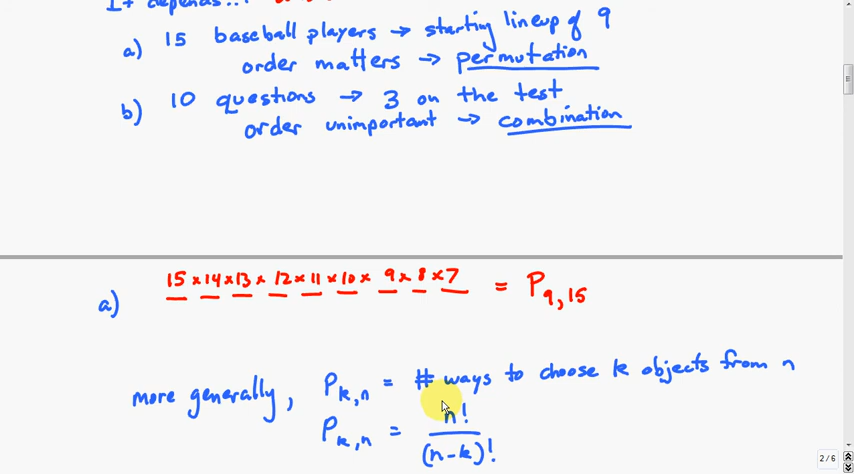 It depends...
a) 15 baseball players → starting lineup of 9
order matters → permutation
b) 10 questions → 3 on the test
order unimportant → combination
a) 15 × 14 × 13 × 12 × 11 × 10 × 9 × 8 × 7 = P9,15
more generally, Pk,n = # ways to choose k objects from n
Pk,n = n! / (n-k)!
2 / 6